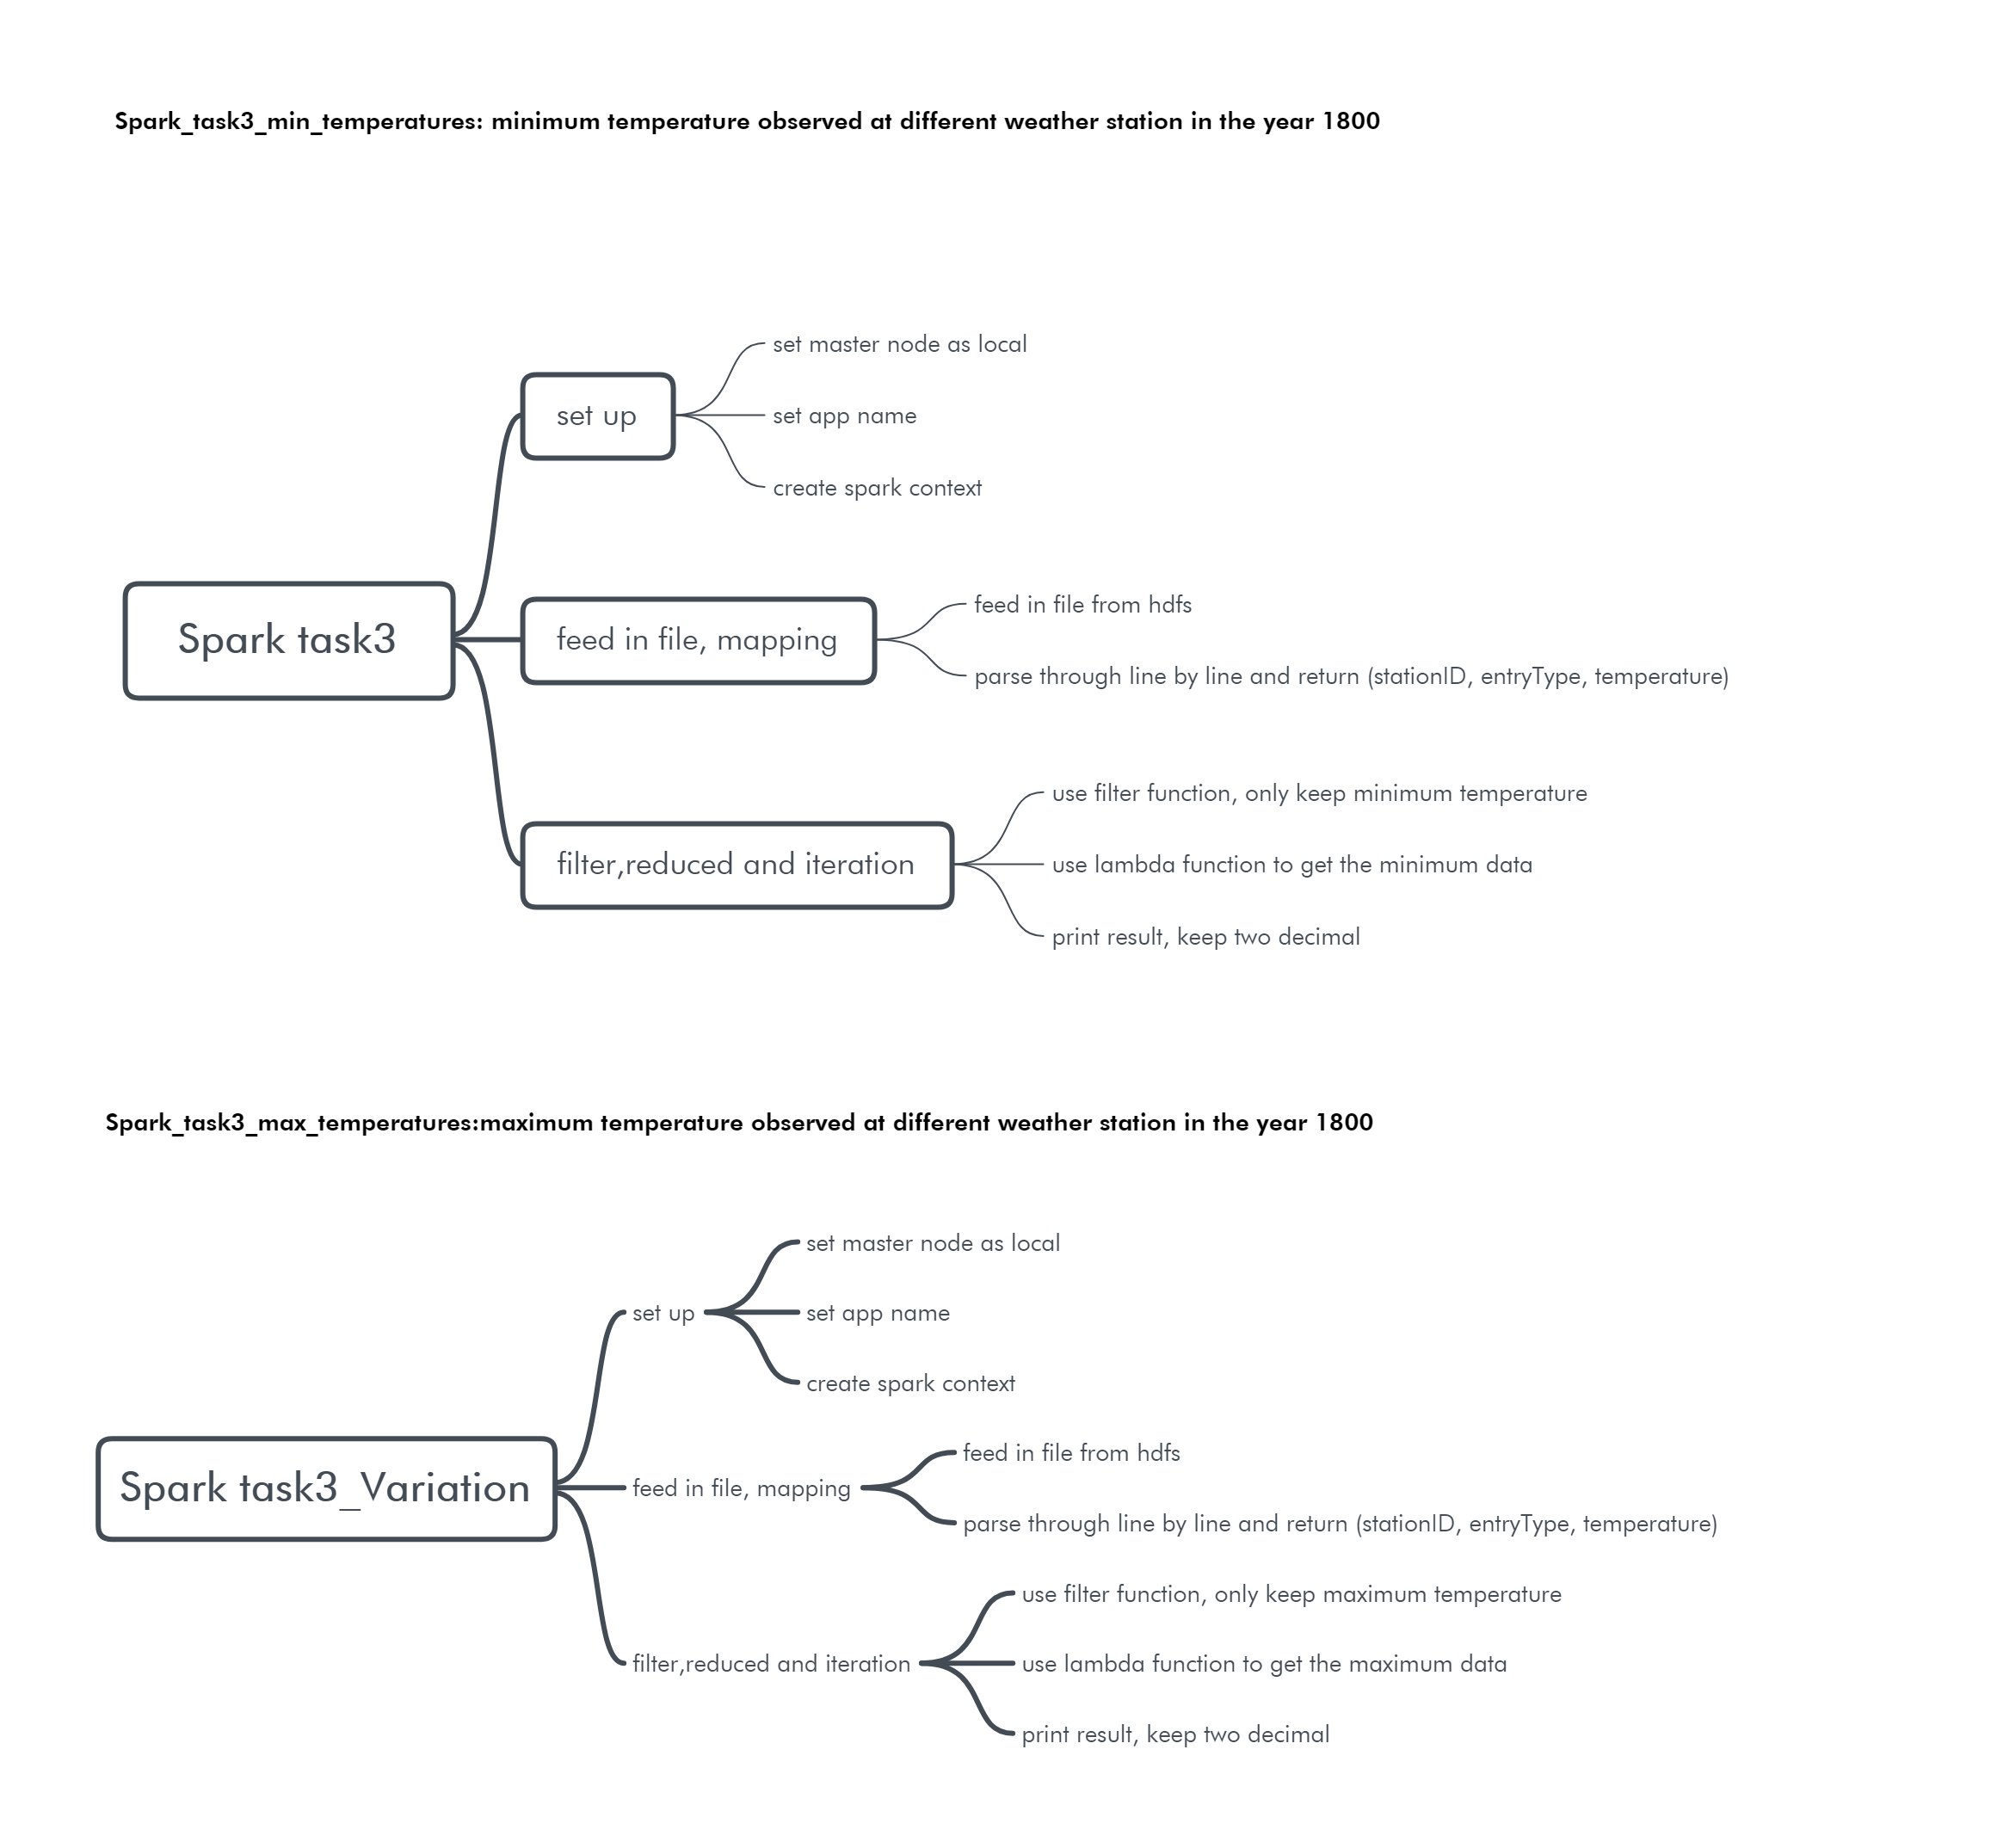 Spark_task3_min_temperatures: minimum temperature observed at different weather station in the year 1800
Spark task3
set up
set master node as local
set app name
create spark context
feed in file, mapping
feed in file from hdfs
parse through line by line and return (stationID, entryType, temperature)
filter,reduced and iteration
use filter function, only keep minimum temperature
use lambda function to get the minimum data
print result, keep two decimal
Spark_task3_max_temperatures:maximum temperature observed at different weather station in the year 1800
Spark task3_Variation
set up
set master node as local
set app name
create spark context
feed in file, mapping
feed in file from hdfs
parse through line by line and return (stationID, entryType, temperature)
filter,reduced and iteration
use filter function, only keep maximum temperature
use lambda function to get the maximum data
print result, keep two decimal